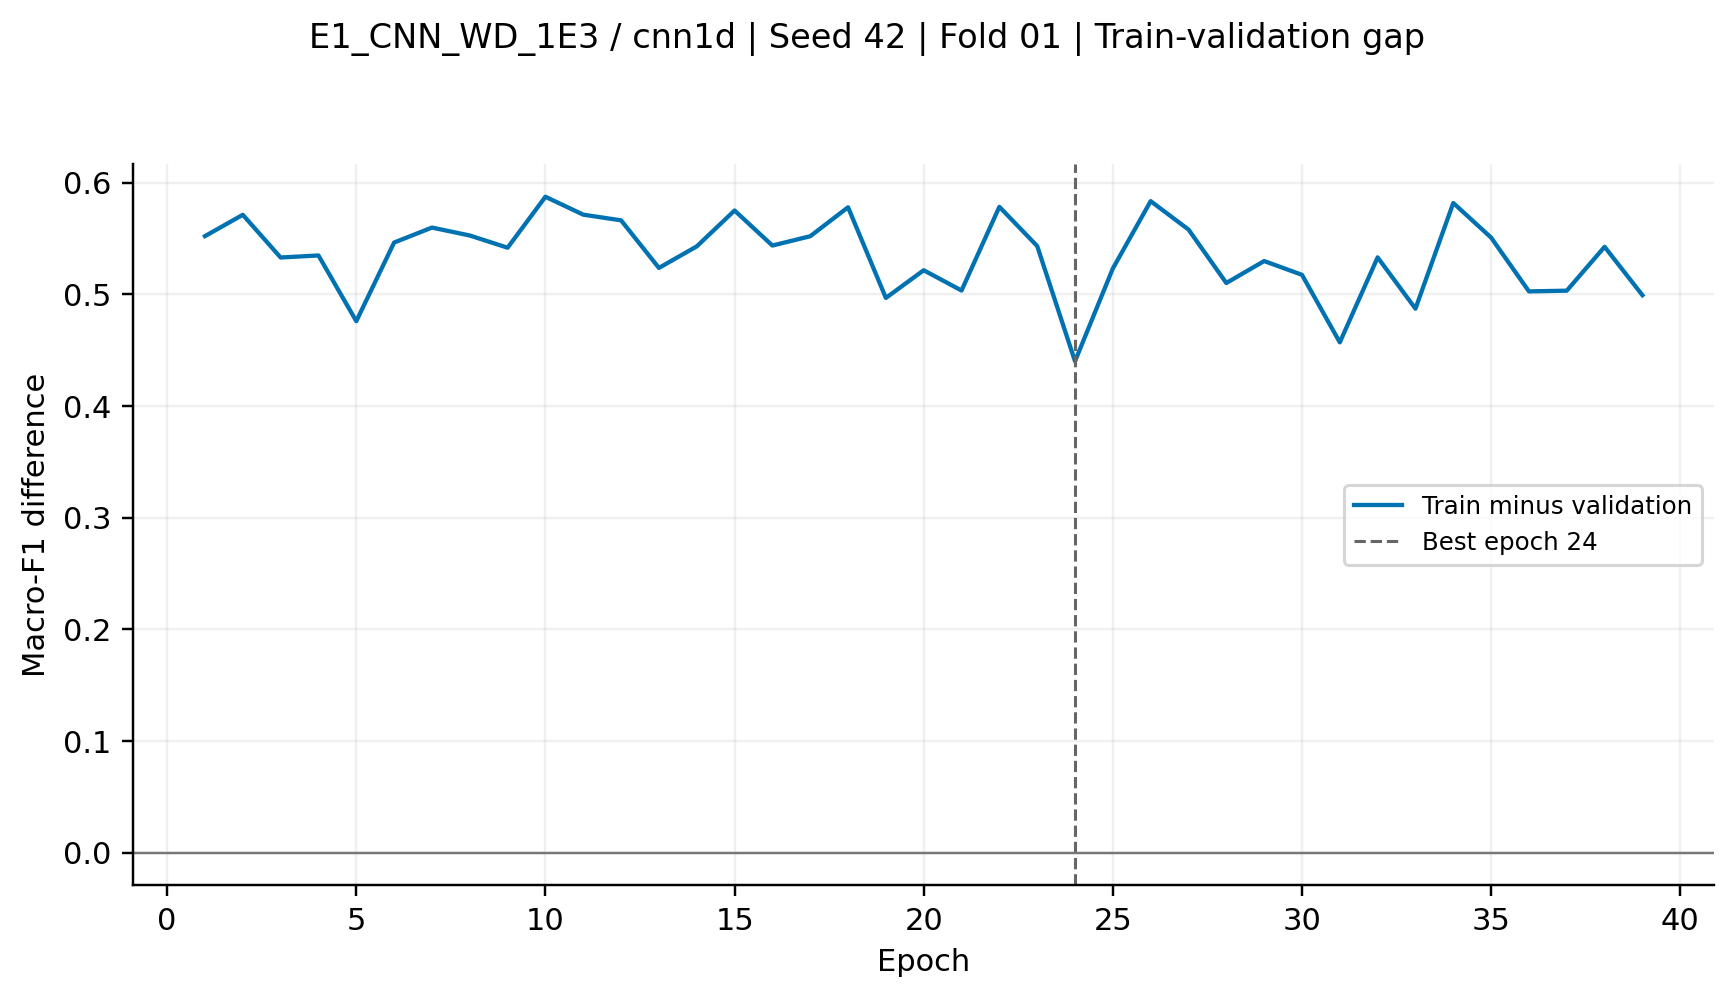 E1_CNN_WD_1E3 / cnn1d | Seed 42 | Fold 01 | Train-validation gap
Macro-F1 difference
0.6
0.5
0.4
0.3
0.2
0.1
0.0
Train minus validation
Best epoch 24
0 5 10 15 20 25 30 35 40
Epoch